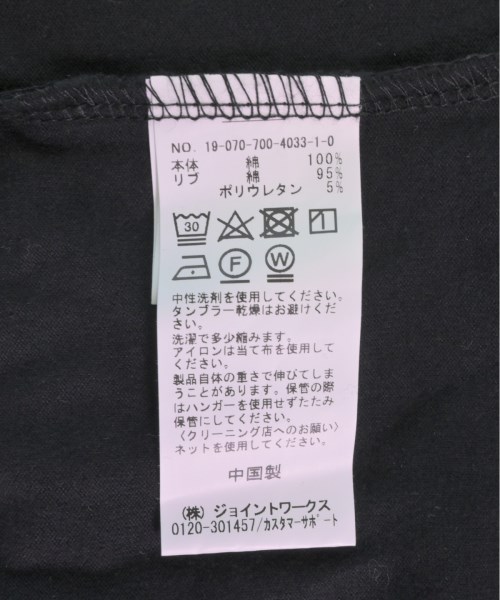 NO. 19-070-700-4033-1-0
本体 綿 100%
リブ 綿 95%
ポリウレタン 5%
30
F W
中性洗剤を使用してください。
タンブラー乾燥はお避けくだ
さい。
洗濯で多少縮みます。
アイロンは当て布を使用して
ください。
製品自体の重さで伸びてしま
うことがあります。保管の際
はハンガーを使用せずたたみ
保管にしてください。
〈クリーニング店へのお願い〉
ネットを使用してください。
中国製
(株) ジョイントワークス
0120-301457/カスタマーサポート